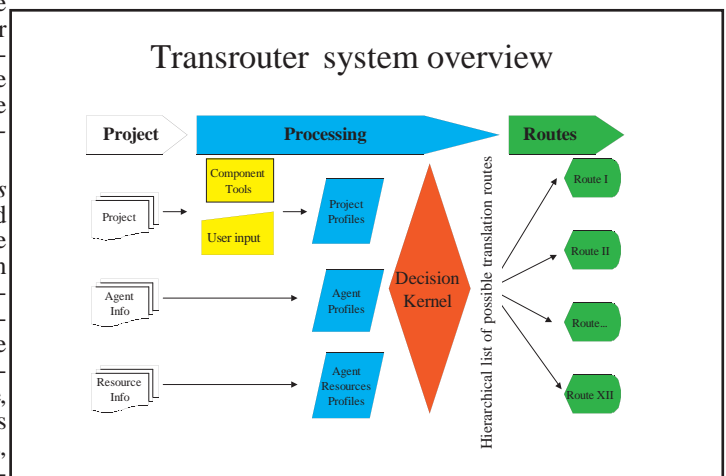 Transrouter system overview
Project
Processing
Routes
Component
Tools
User input
Project
Project
Profiles
Agent
Info
Agent
Profiles
Resource
Info
Agent
Resources
Profiles
Decision
Kernel
Hierarchical list of possible translation routes
Route I
Route II
Route...
Route XII